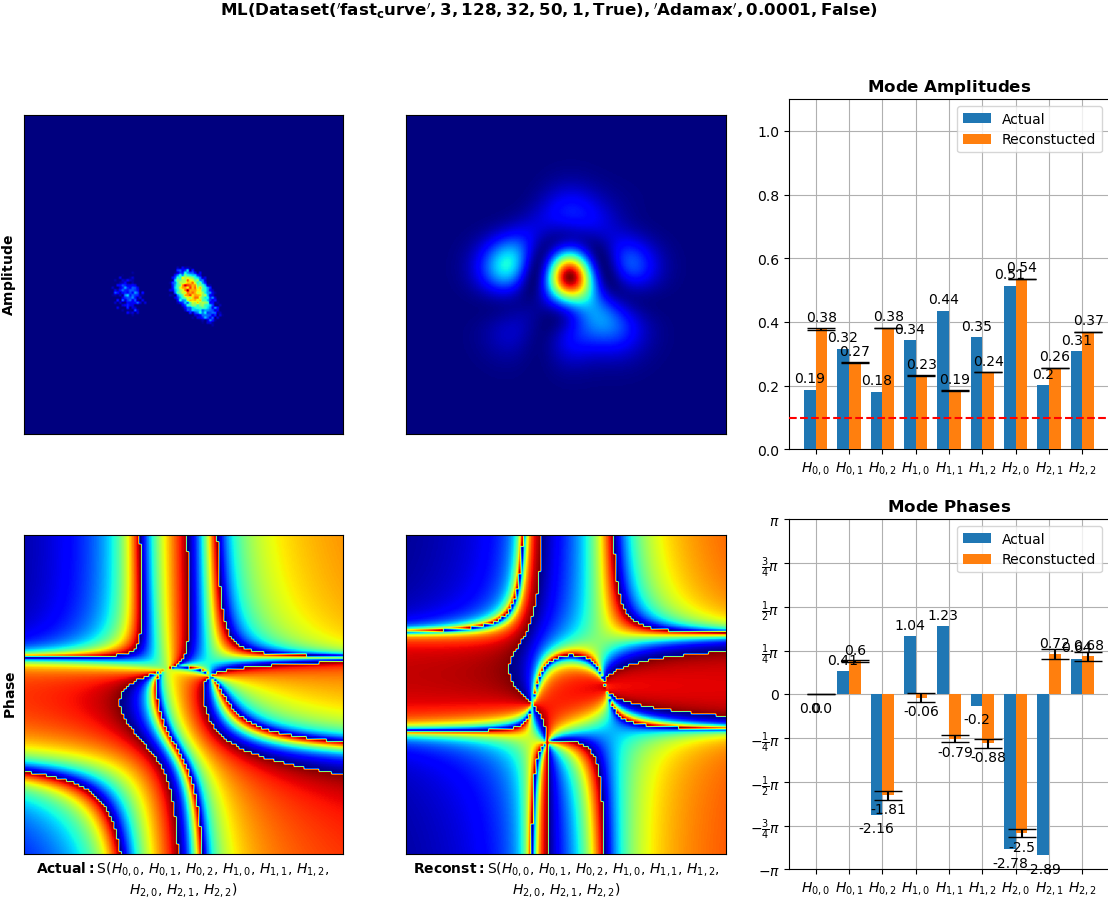 ML(Dataset('fast_curve', 3, 128, 32, 50, 1, True), 'Adamax', 0.0001, False)
Amplitude
Mode Amplitudes
Actual
Reconstucted
1.0
0.8
0.6
0.4
0.2
0.0
0.19
0.38
0.32
0.27
0.18
0.38
0.34
0.23
0.44
0.19
0.35
0.24
0.51
0.54
0.2
0.26
0.31
0.37
H0,0 H0,1 H0,2 H1,0 H1,1 H1,2 H2,0 H2,1 H2,2
Phase
Mode Phases
Actual
Reconstucted
π
3/4π
1/2π
1/4π
0
−1/4π
−1/2π
−3/4π
−π
0.0
0.0
0.41
0.6
-2.16
-1.81
1.04
-0.06
1.23
-0.79
-0.2
-0.88
-2.78
-2.5
-2.89
0.72
0.64
0.68
H0,0 H0,1 H0,2 H1,0 H1,1 H1,2 H2,0 H2,1 H2,2
Actual: S(H0,0, H0,1, H0,2, H1,0, H1,1, H1,2,
H2,0, H2,1, H2,2)
Reconst: S(H0,0, H0,1, H0,2, H1,0, H1,1, H1,2,
H2,0, H2,1, H2,2)